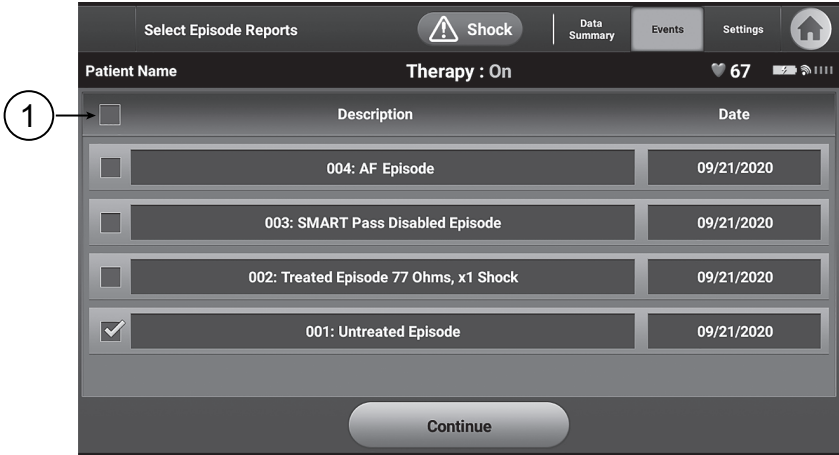 Select Episode Reports
Shock
Data
Summary
Events
Settings
Patient Name
Therapy : On
67
1
Description
Date
004: AF Episode
09/21/2020
003: SMART Pass Disabled Episode
09/21/2020
002: Treated Episode 77 Ohms, x1 Shock
09/21/2020
001: Untreated Episode
09/21/2020
Continue